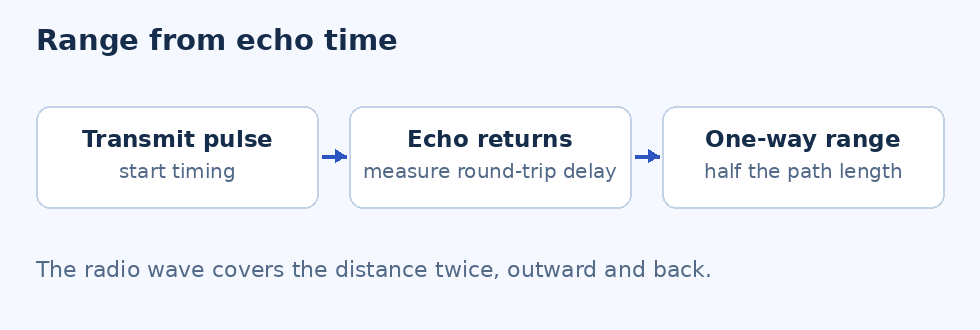 Range from echo time
Transmit pulse
start timing
Echo returns
measure round-trip delay
One-way range
half the path length
The radio wave covers the distance twice, outward and back.